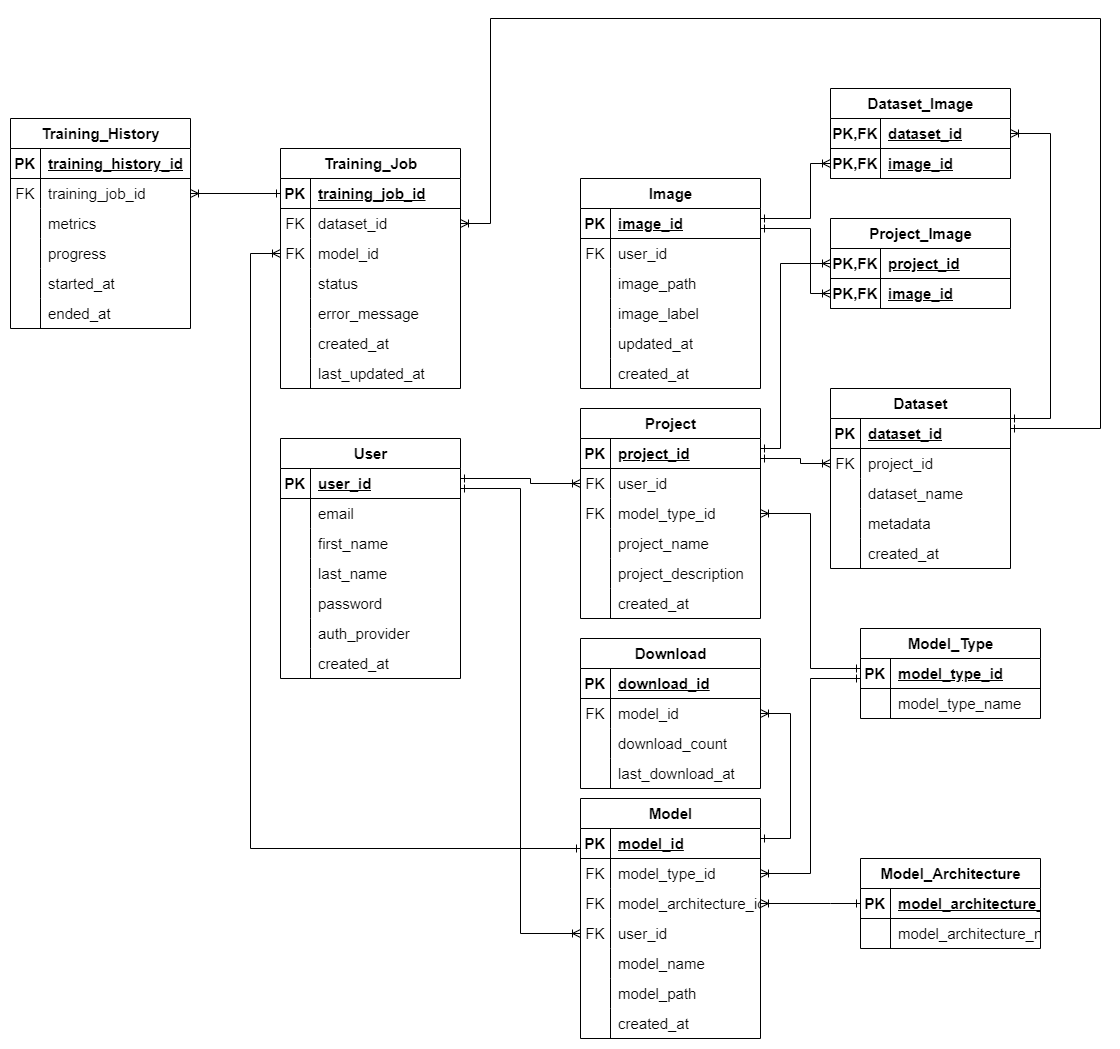 Training_History
PK training_history_id
FK training_job_id
metrics
progress
started_at
ended_at
Training_Job
PK training_job_id
FK dataset_id
FK model_id
status
error_message
created_at
last_updated_at
User
PK user_id
email
first_name
last_name
password
auth_provider
created_at
Image
PK image_id
FK user_id
image_path
image_label
updated_at
created_at
Project
PK project_id
FK user_id
FK model_type_id
project_name
project_description
created_at
Download
PK download_id
FK model_id
download_count
last_download_at
Model
PK model_id
FK model_type_id
FK model_architecture_id
FK user_id
model_name
model_path
created_at
Dataset_Image
PK,FK dataset_id
PK,FK image_id
Project_Image
PK,FK project_id
PK,FK image_id
Dataset
PK dataset_id
FK project_id
dataset_name
metadata
created_at
Model_Type
PK model_type_id
model_type_name
Model_Architecture
PK model_architecture_
model_architecture_n